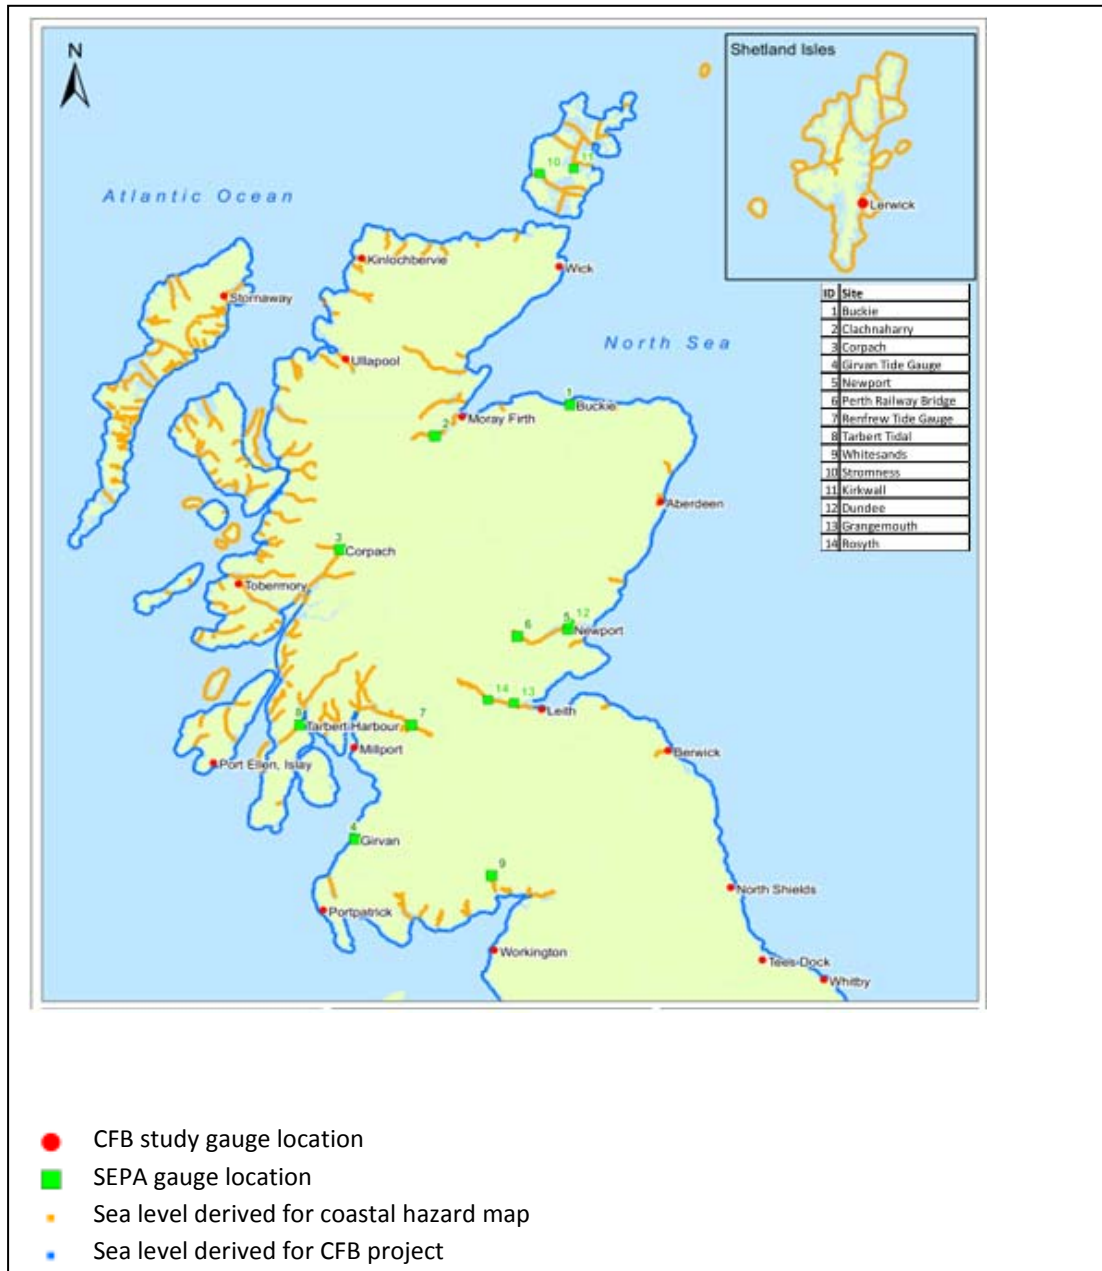 N
Shetland Isles
Lerwick
Atlantic Ocean
10
11
Kinlochbervie
Wick
Stornaway
North Sea
Ullapool
1
Buckie
Moray Firth
2
Aberdeen
3
Corpach
Tobermory
12
5
6
Newport
14
13
Leith
8
Tarbert Harbour
7
Millport
Berwick
Port Ellen, Islay
4
Girvan
9
North Shields
Portpatrick
Workington
Tees-Dock
Whitby
ID Site
1 Buckie
2 Clachnaharry
3 Corpach
4 Girvan Tide Gauge
5 Newport
6 Perth Railway Bridge
7 Renfrew Tide Gauge
8 Tarbert Tidal
9 Whitesands
10 Stromness
11 Kirkwall
12 Dundee
13 Grangemouth
14 Rosyth
CFB study gauge location
SEPA gauge location
Sea level derived for coastal hazard map
Sea level derived for CFB project